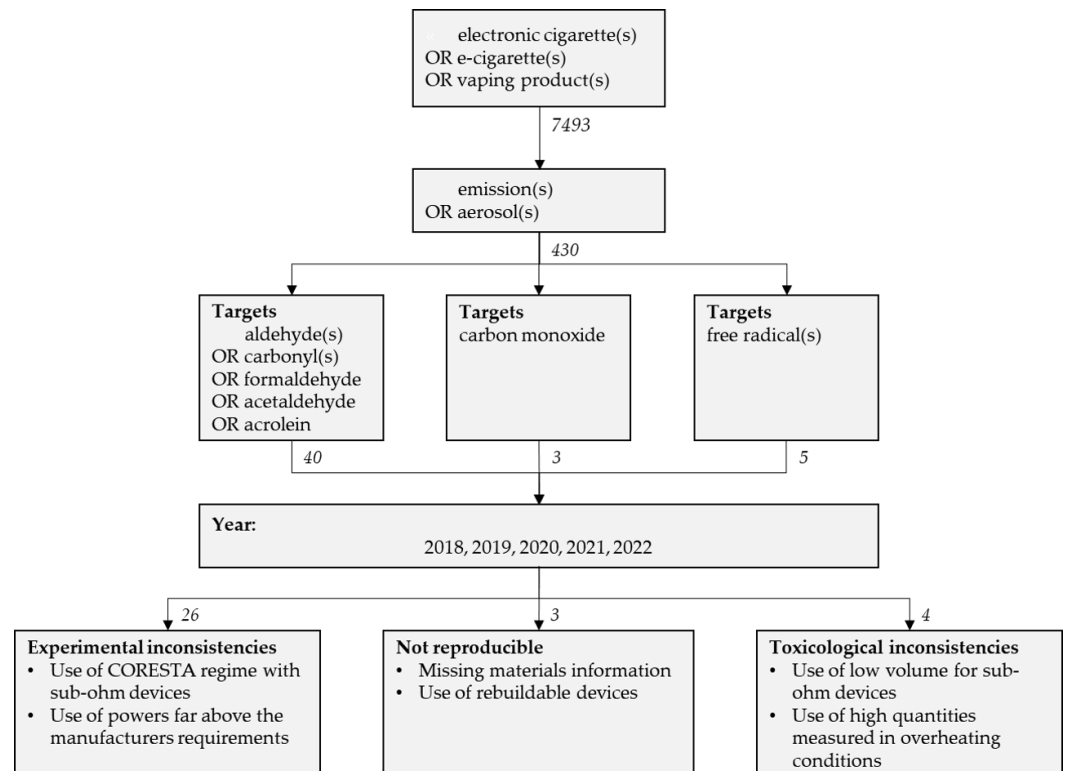 electronic cigarette(s)
OR e-cigarette(s)
OR vaping product(s)
7493
emission(s)
OR aerosol(s)
430
Targets
aldehyde(s)
OR carbonyl(s)
OR formaldehyde
OR acetaldehyde
OR acrolein
Targets
carbon monoxide
Targets
free radical(s)
40
3
5
Year:
2018, 2019, 2020, 2021, 2022
26
3
4
Experimental inconsistencies
• Use of CORESTA regime with
sub-ohm devices
• Use of powers far above the
manufacturers requirements
Not reproducible
• Missing materials information
• Use of rebuildable devices
Toxicological inconsistencies
• Use of low volume for sub-
ohm devices
• Use of high quantities
measured in overheating
conditions